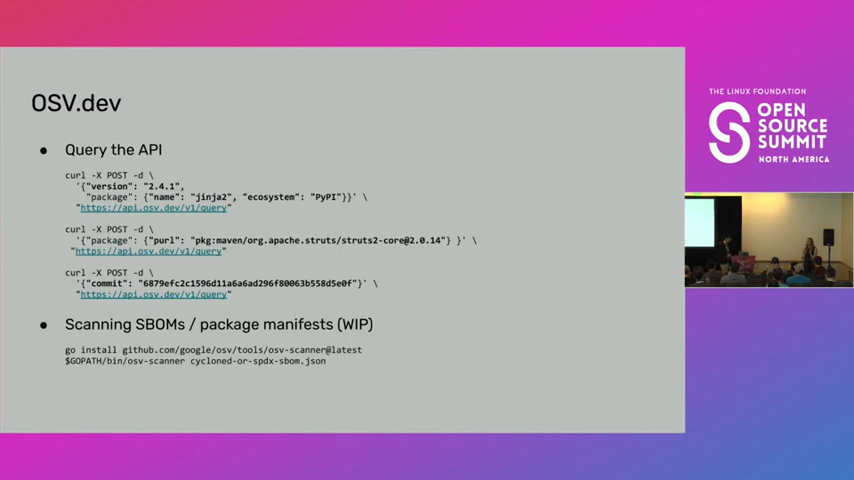 OSV.dev
● Query the API
curl -X POST -d \
'{"version": "2.4.1",
"package": {"name": "jinja2", "ecosystem": "PyPI"}}' \
"https://api.osv.dev/v1/query"
curl -X POST -d \
'{"package": {"purl": "pkg:maven/org.apache.struts/struts2-core@2.0.14"} }' \
"https://api.osv.dev/v1/query"
curl -X POST -d \
'{"commit": "6879efc2c1596d11a6a6ad296f80063b558d5e0f"}' \
"https://api.osv.dev/v1/query"
● Scanning SBOMs / package manifests (WIP)
go install github.com/google/osv/tools/osv-scanner@latest
$GOPATH/bin/osv-scanner cycloned-or-spdx-sbom.json
THE LINUX FOUNDATION
OPEN
SOURCE
SUMMIT
NORTH AMERICA